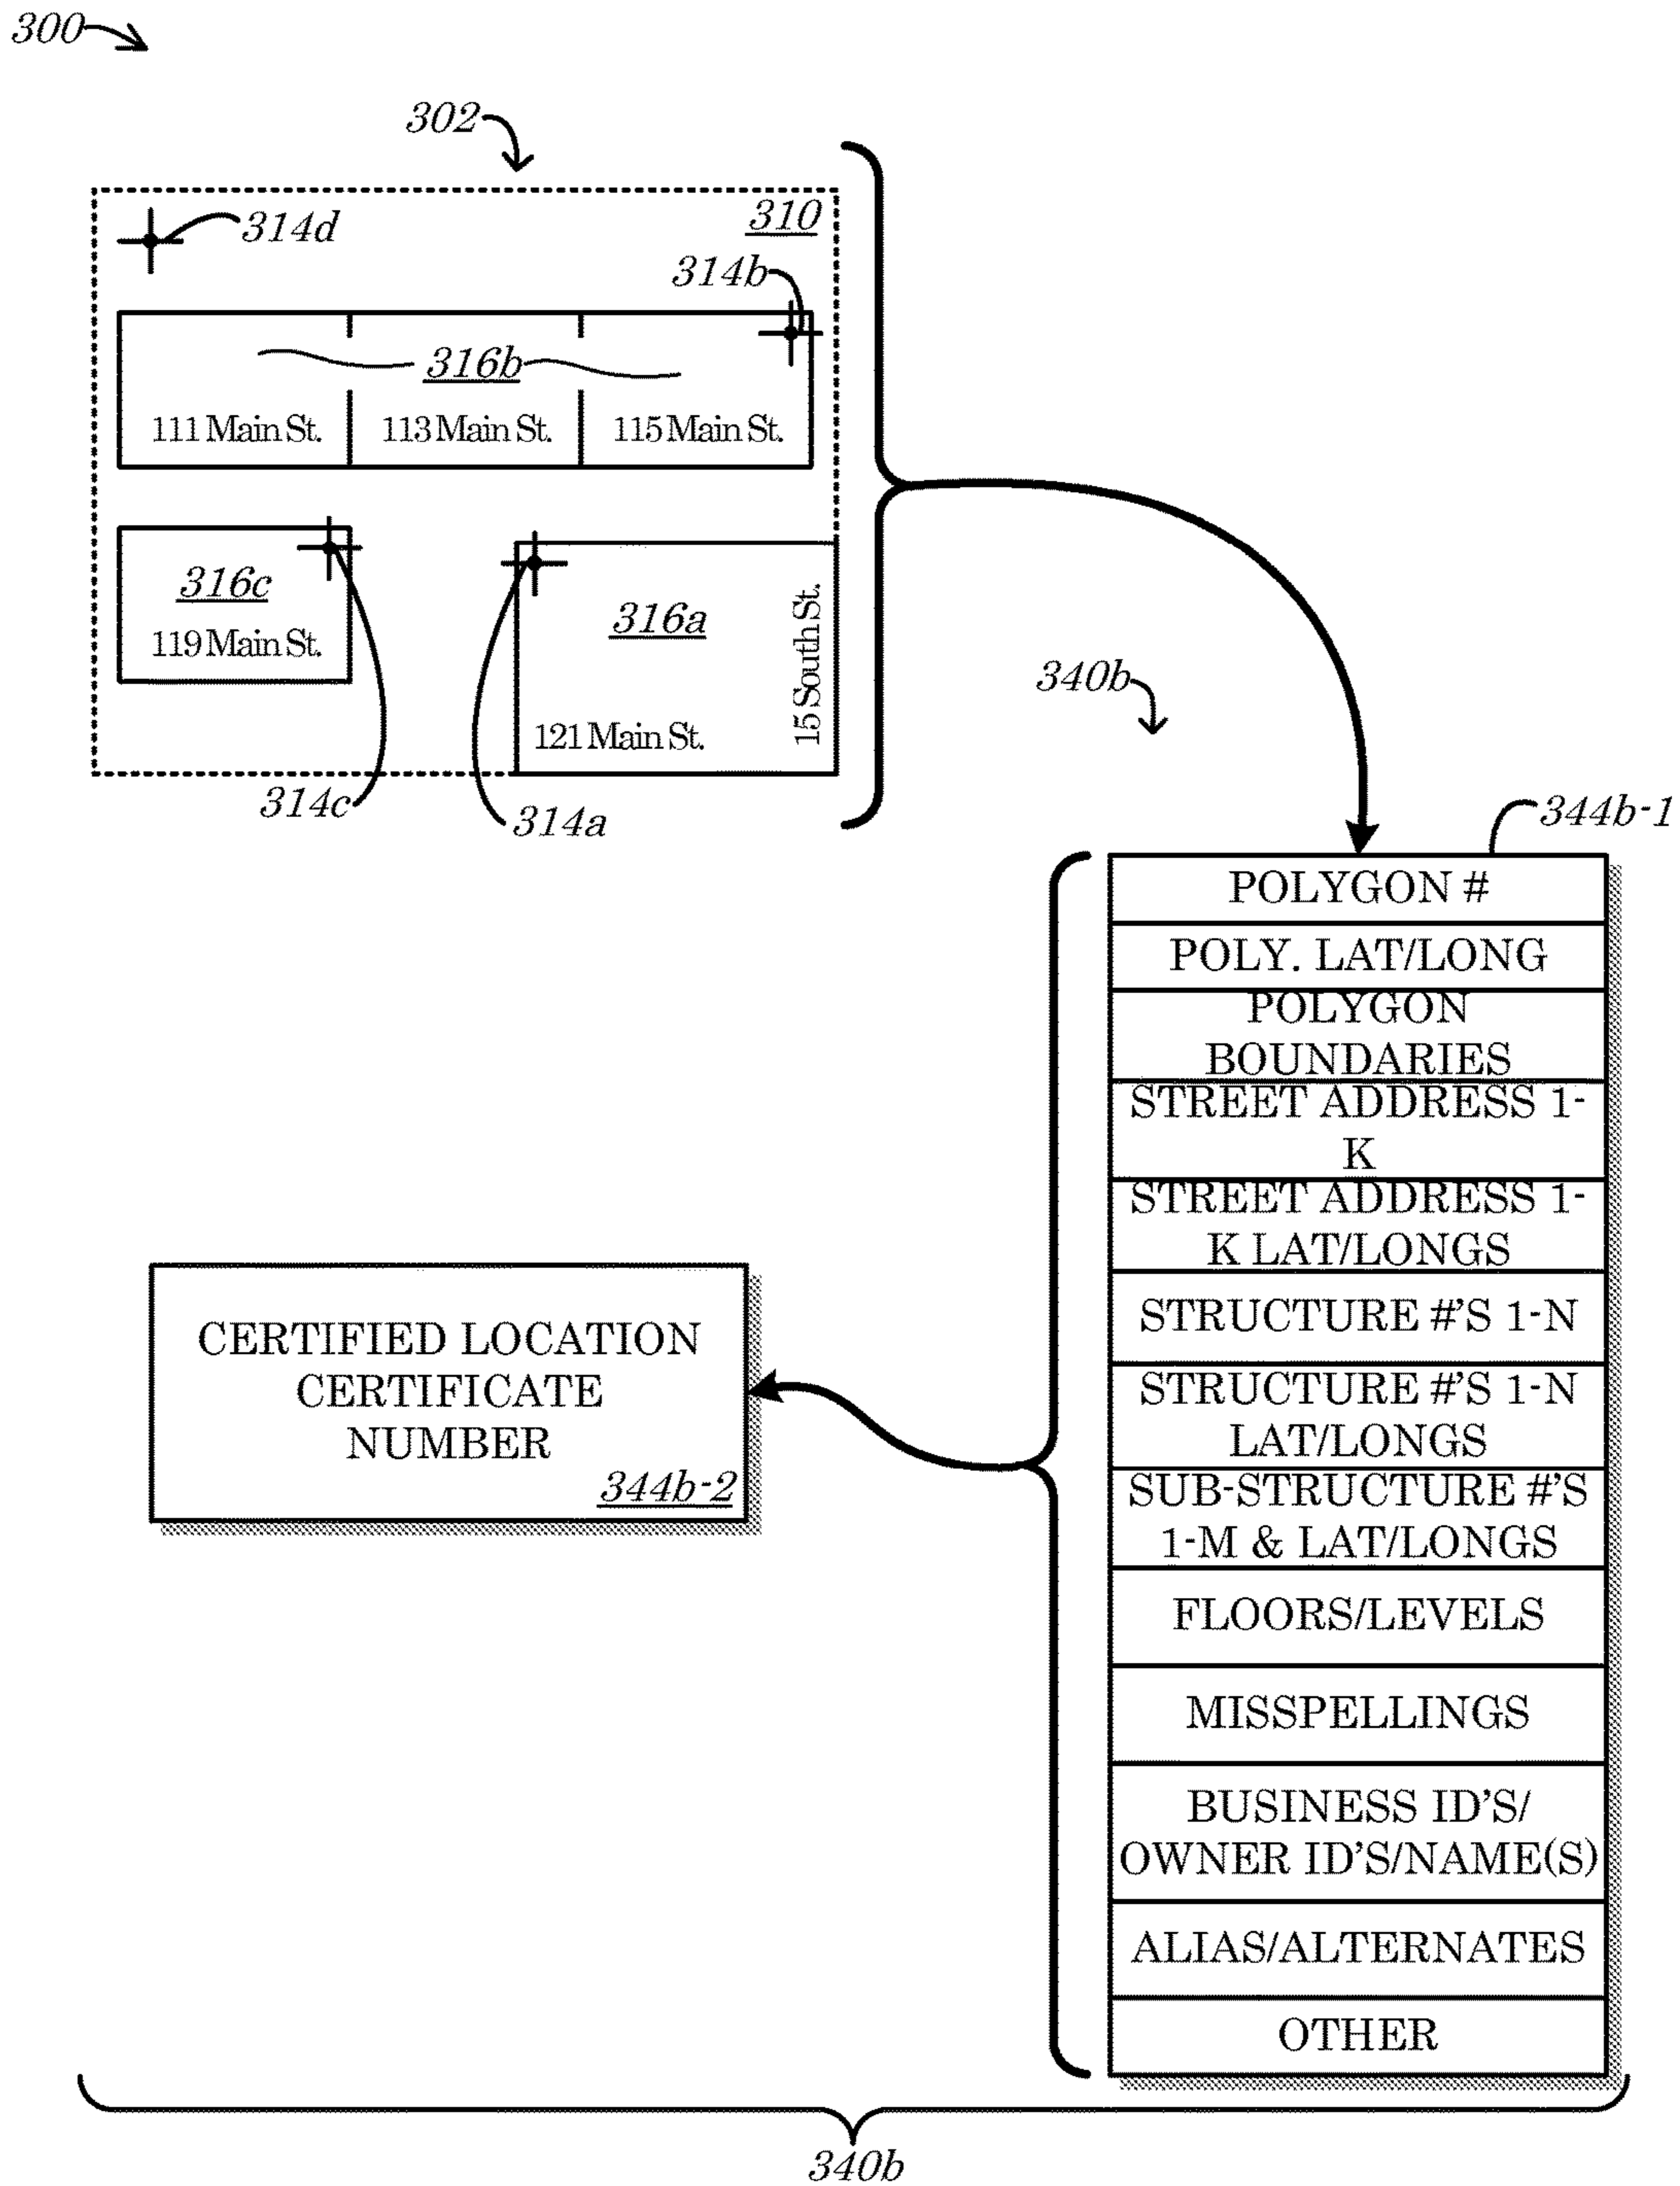 300
302
314d
310
314b
316b
111 Main St.
113 Main St.
115 Main St.
316c
119 Main St.
316a
15 South St.
121 Main St.
314c
314a
340b
344b-1
POLYGON #
POLY. LAT/LONG
POLYGON
BOUNDARIES
STREET ADDRESS 1-
K
STREET ADDRESS 1-
K LAT/LONGS
STRUCTURE #'S 1-N
STRUCTURE #'S 1-N
LAT/LONGS
SUB-STRUCTURE #'S
1-M & LAT/LONGS
FLOORS/LEVELS
MISSPELLINGS
BUSINESS ID'S/
OWNER ID'S/NAME(S)
ALIAS/ALTERNATES
OTHER
CERTIFIED LOCATION
CERTIFICATE
NUMBER
344b-2
340b